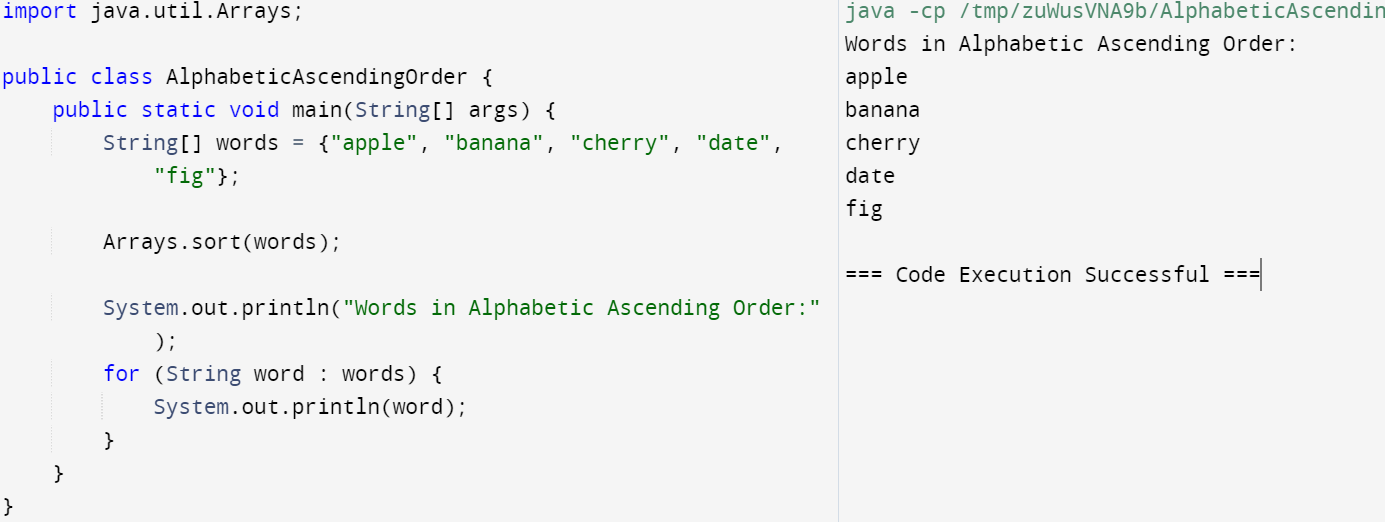 import java.util.Arrays;
public class AlphabeticAscendingOrder {
public static void main(String[] args) {
String[] words = {"apple", "banana", "cherry", "date",
"fig"};
Arrays.sort(words);
System.out.println("Words in Alphabetic Ascending Order:"
);
for (String word : words) {
System.out.println(word);
}
}
}
java -cp /tmp/zuWusVNA9b/AlphabeticAscendin
Words in Alphabetic Ascending Order:
apple
banana
cherry
date
fig
=== Code Execution Successful ===